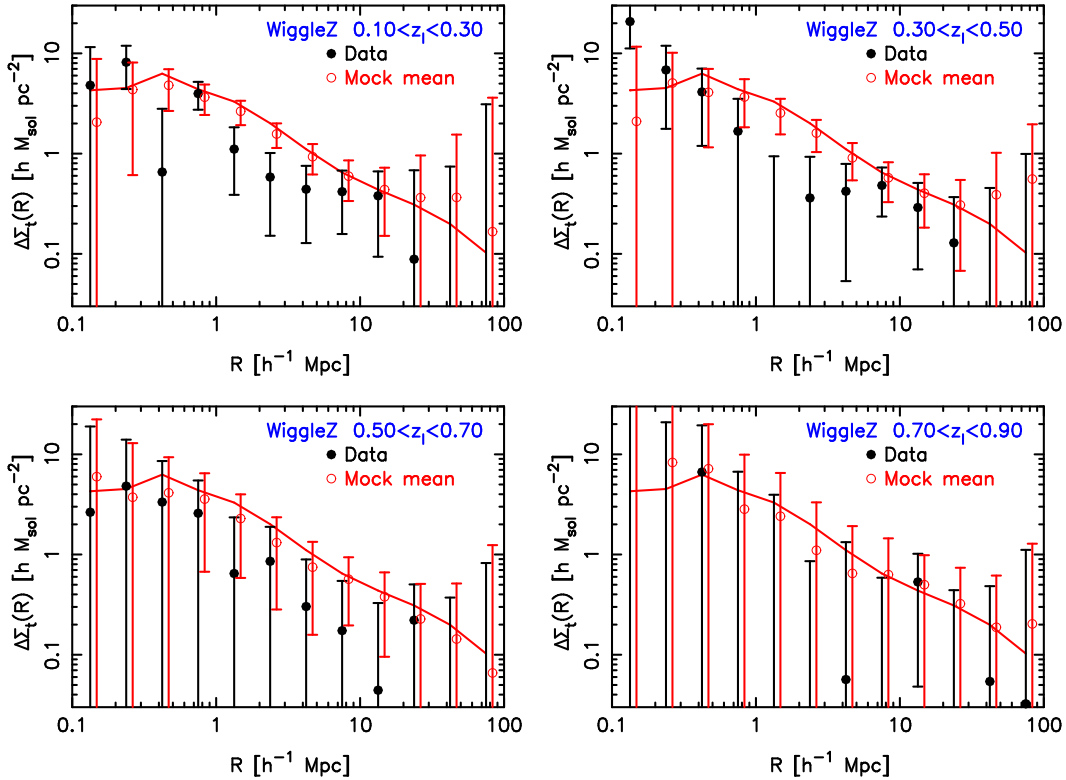 WiggleZ 0.10<z_l<0.30
Data
Mock mean
10
1
0.1
ΔΣ_t(R) [h M_sol pc^-2]
0.1 1 10 100
R [h^-1 Mpc]
WiggleZ 0.30<z_l<0.50
Data
Mock mean
10
1
0.1
ΔΣ_t(R) [h M_sol pc^-2]
0.1 1 10 100
R [h^-1 Mpc]
WiggleZ 0.50<z_l<0.70
Data
Mock mean
10
1
0.1
ΔΣ_t(R) [h M_sol pc^-2]
0.1 1 10 100
R [h^-1 Mpc]
WiggleZ 0.70<z_l<0.90
Data
Mock mean
10
1
0.1
ΔΣ_t(R) [h M_sol pc^-2]
0.1 1 10 100
R [h^-1 Mpc]